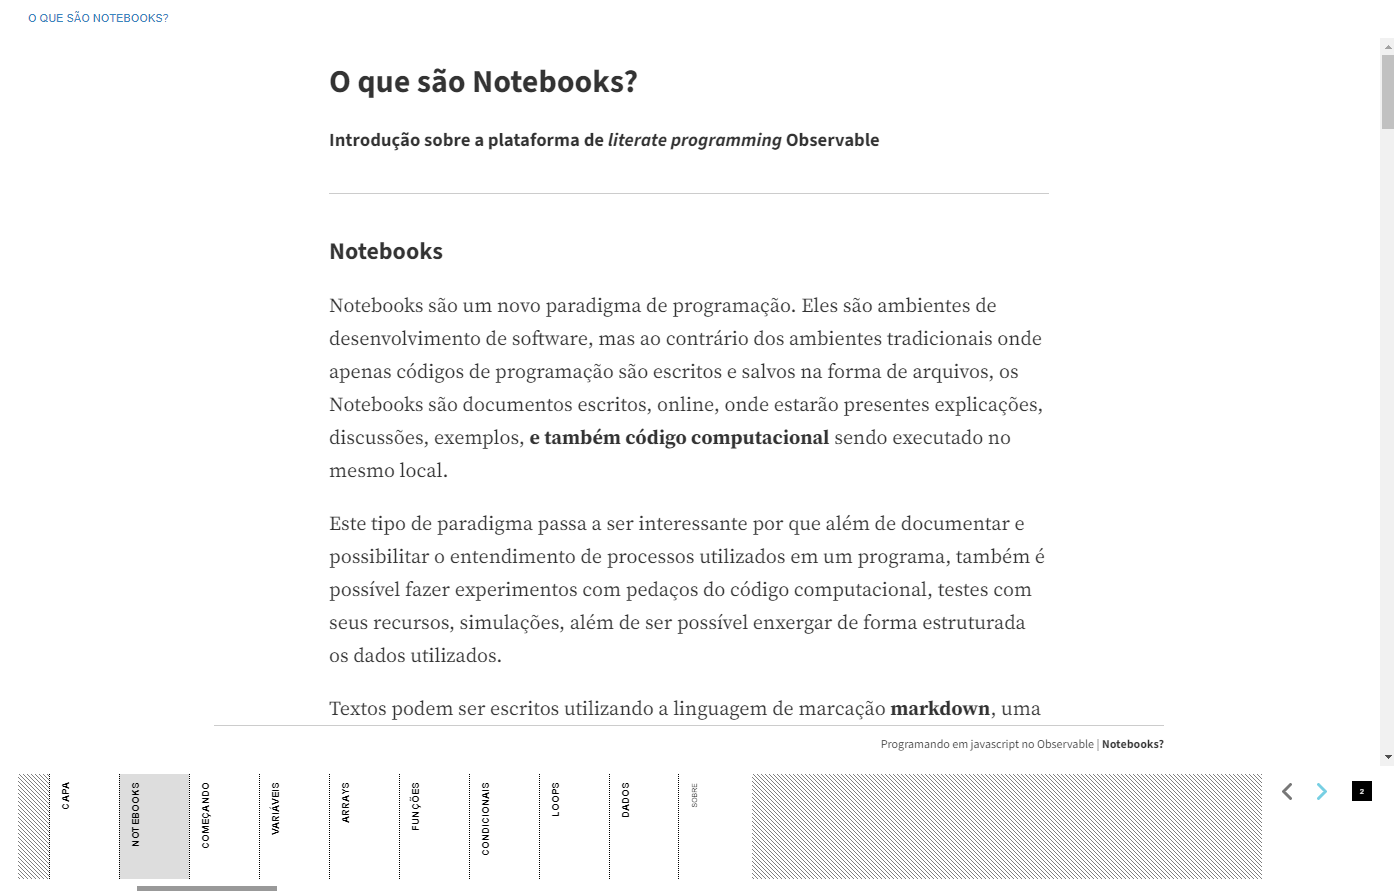 O QUE SÃO NOTEBOOKS?
O que são Notebooks?
Introdução sobre a plataforma de literate programming Observable
Notebooks
Notebooks são um novo paradigma de programação. Eles são ambientes de
desenvolvimento de software, mas ao contrário dos ambientes tradicionais onde
apenas códigos de programação são escritos e salvos na forma de arquivos, os
Notebooks são documentos escritos, online, onde estarão presentes explicações,
discussões, exemplos, e também código computacional sendo executado no
mesmo local.
Este tipo de paradigma passa a ser interessante por que além de documentar e
possibilitar o entendimento de processos utilizados em um programa, também é
possível fazer experimentos com pedaços do código computacional, testes com
seus recursos, simulações, além de ser possível enxergar de forma estruturada
os dados utilizados.
Textos podem ser escritos utilizando a linguagem de marcação markdown, uma
Programando em javascript no Observable | Notebooks?
CAPA
NOTEBOOKS
COMEÇANDO
VARIÁVEIS
ARRAYS
FUNÇÕES
CONDICIONAIS
LOOPS
DADOS
SOBRE
2